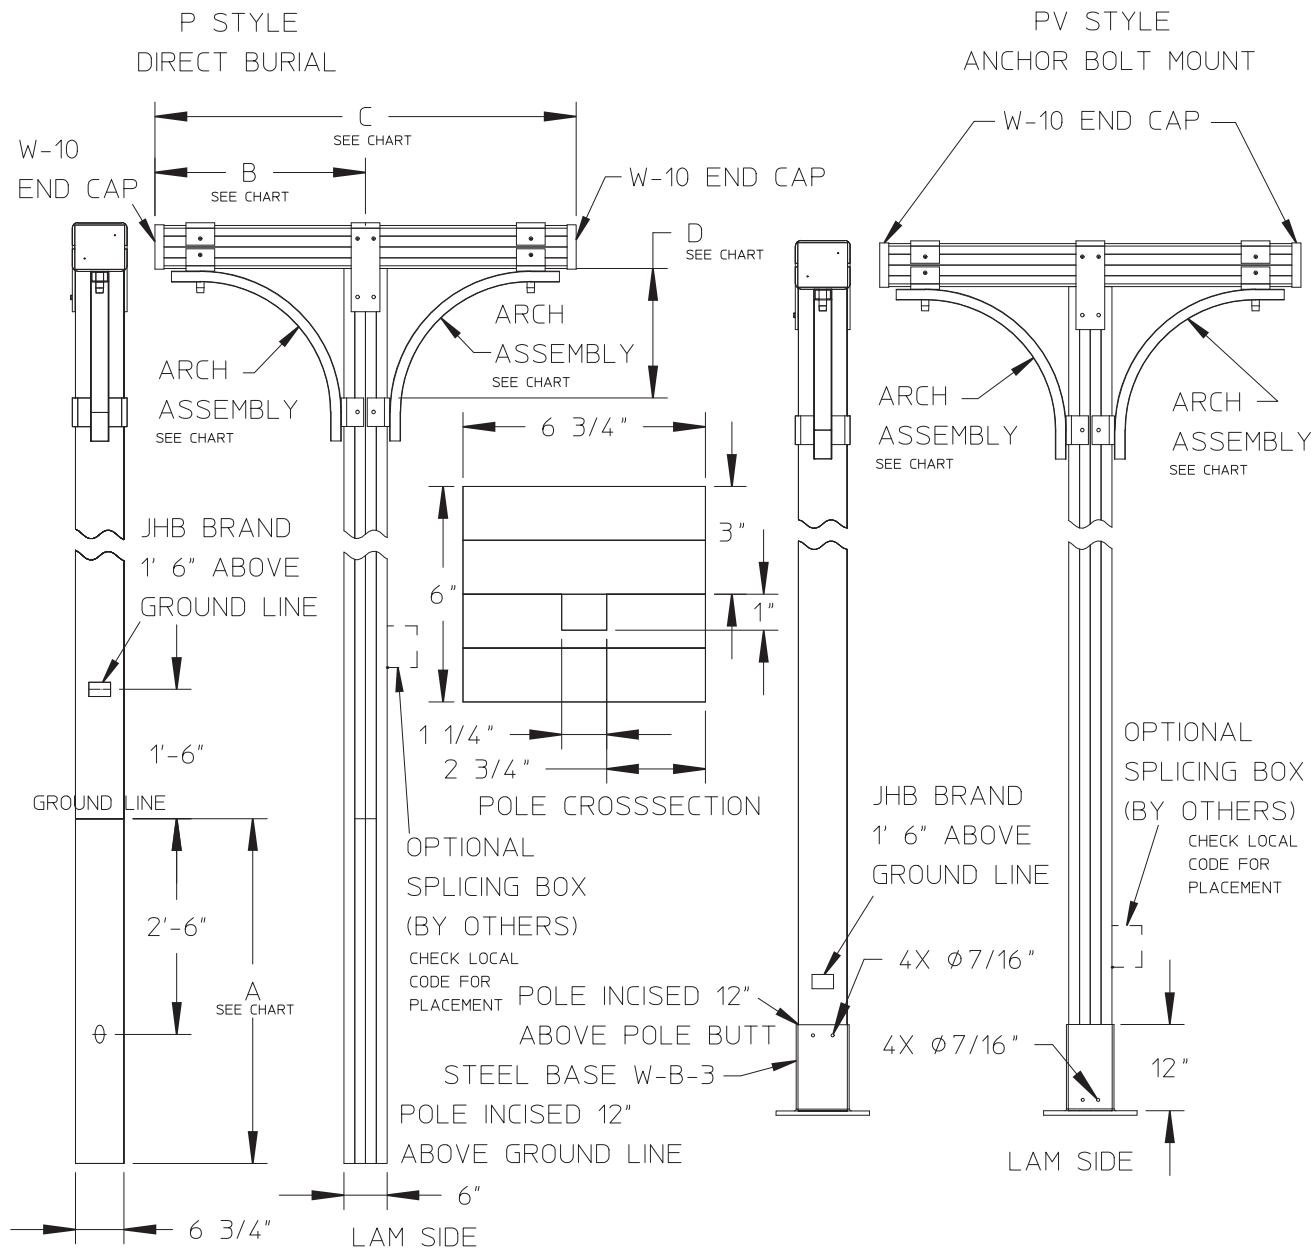 P STYLE
DIRECT BURIAL
PV STYLE
ANCHOR BOLT MOUNT
C
SEE CHART
W-10
END CAP
B
SEE CHART
W-10 END CAP
W-10 END CAP
D
SEE CHART
ARCH
ASSEMBLY
SEE CHART
ARCH
ASSEMBLY
SEE CHART
ARCH
ASSEMBLY
SEE CHART
ARCH
ASSEMBLY
SEE CHART
6 3/4"
3"
6"
1"
1 1/4"
2 3/4"
POLE CROSSSECTION
JHB BRAND
1' 6" ABOVE
GROUND LINE
1'-6"
GROUND LINE
2'-6"
A
SEE CHART
OPTIONAL
SPLICING BOX
(BY OTHERS)
CHECK LOCAL
CODE FOR
PLACEMENT
JHB BRAND
1' 6" ABOVE
GROUND LINE
OPTIONAL
SPLICING BOX
(BY OTHERS)
CHECK LOCAL
CODE FOR
PLACEMENT
4X Ø7/16"
POLE INCISED 12"
ABOVE POLE BUTT
4X Ø7/16"
STEEL BASE W-B-3
12"
POLE INCISED 12"
ABOVE GROUND LINE
LAM SIDE
6"
6 3/4"
LAM SIDE